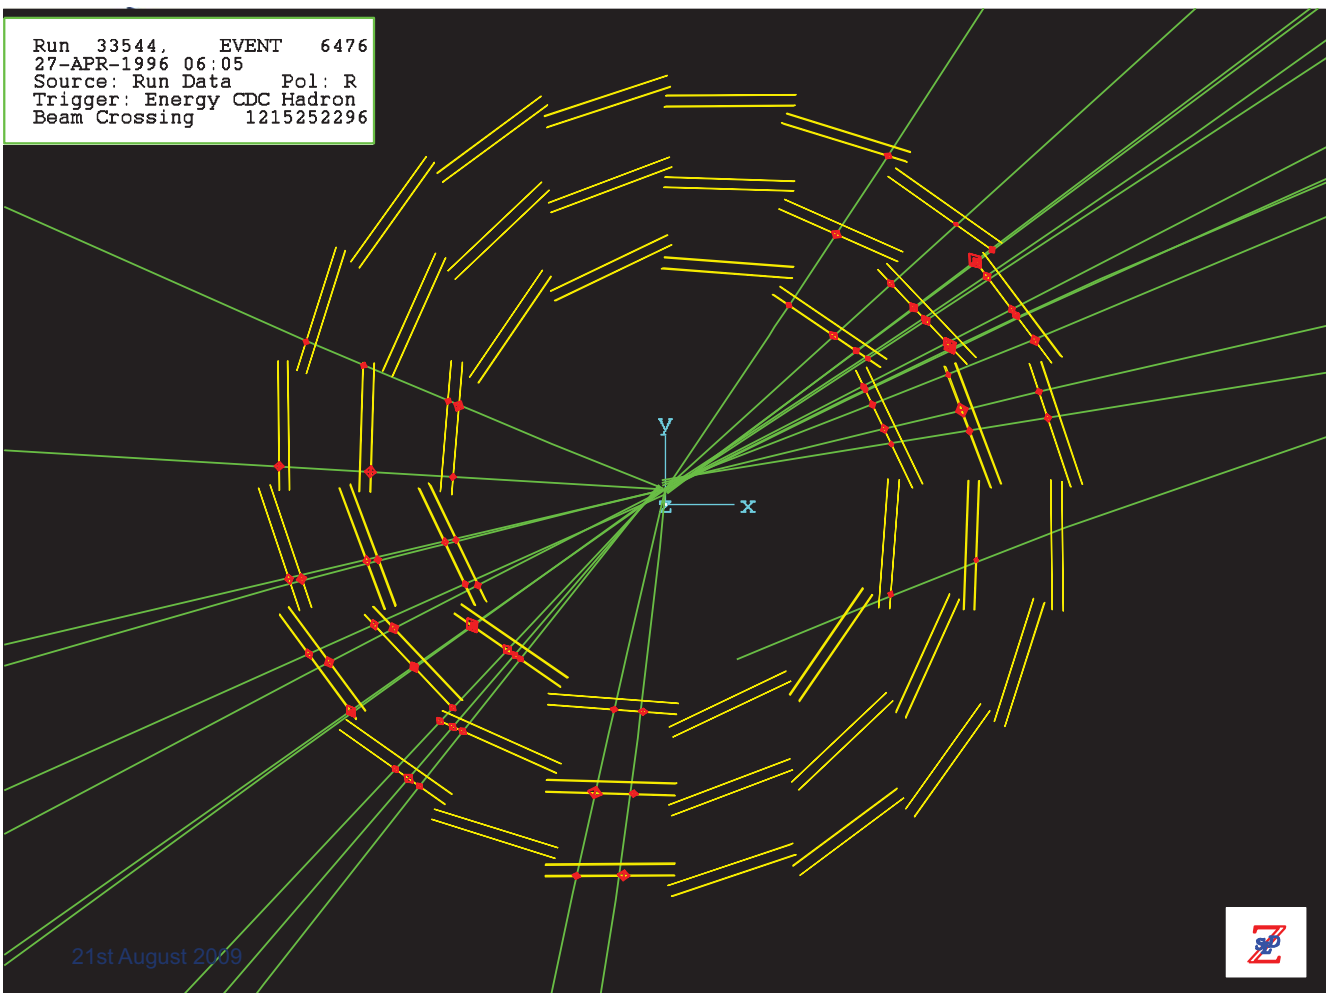 Run 33544, EVENT 6476
27-APR-1996 06:05
Source: Run Data Pol: R
Trigger: Energy CDC Hadron
Beam Crossing 1215252296
y
z x
21st August 2009
SLD